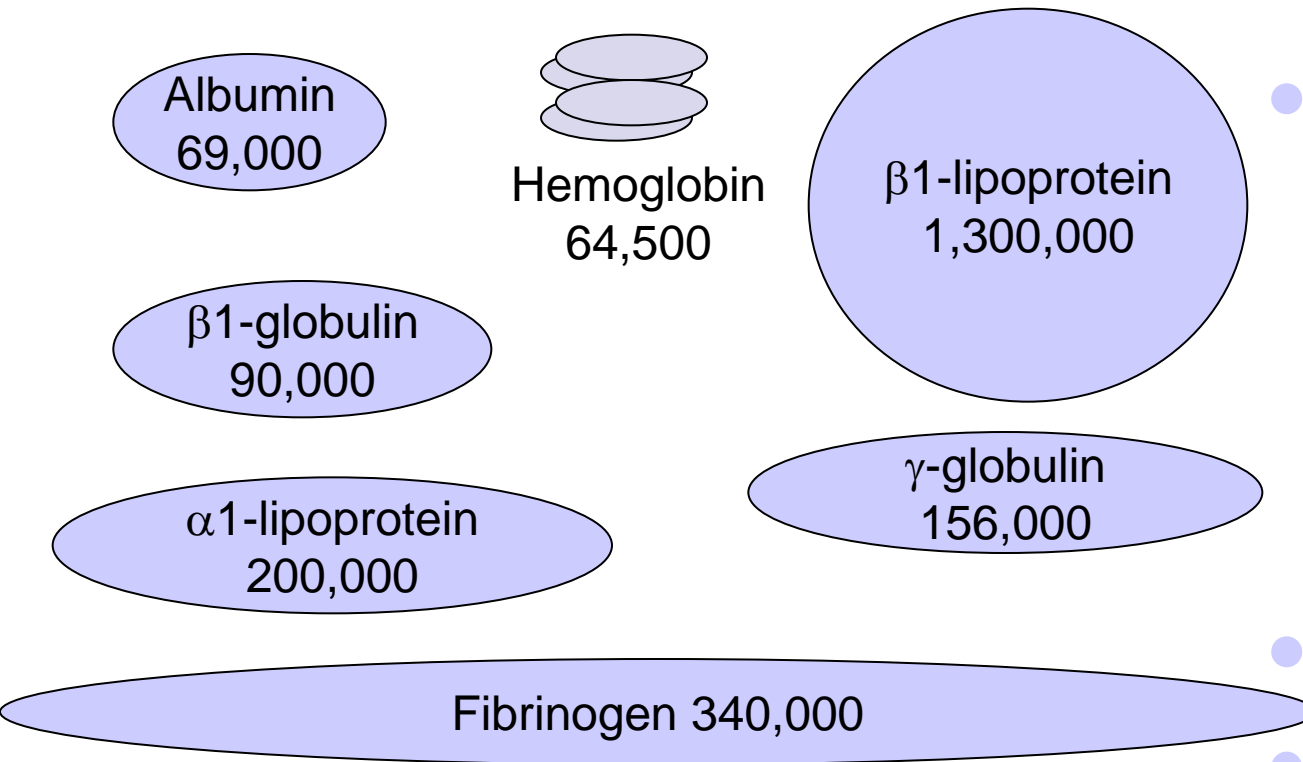 Albumin
69,000
Hemoglobin
64,500
β1-lipoprotein
1,300,000
β1-globulin
90,000
γ-globulin
156,000
α1-lipoprotein
200,000
Fibrinogen 340,000